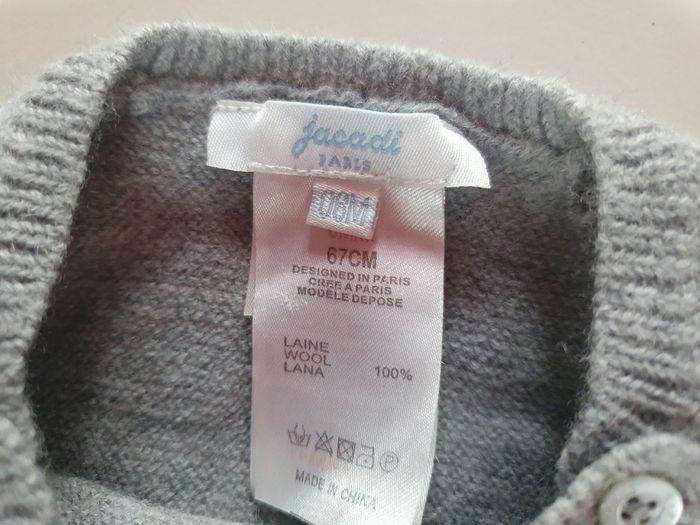 jacadi
PARIS
06M
67CM
DESIGNED IN PARIS
CREE A PARIS
MODELE DEPOSE
LAINE
WOOL
LANA 100%
P
MADE IN CHINA